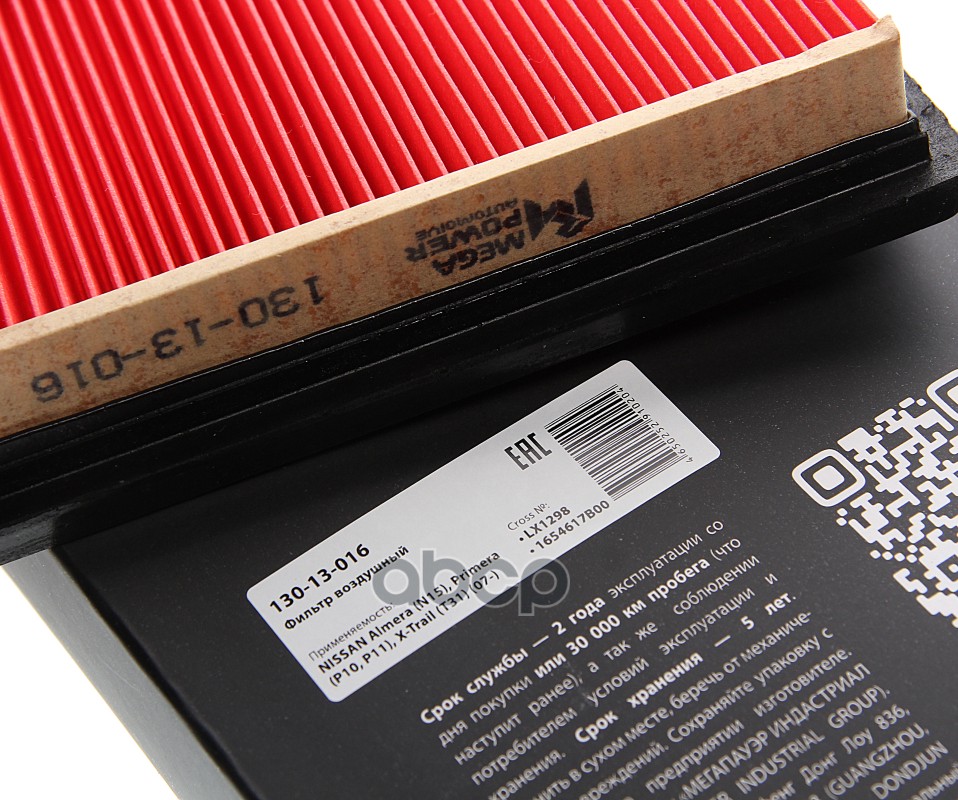 MEGA
POWER
AUTOMOTIVE
130-13-016
130-13-016
Фильтр воздушный
Применяемость
NISSAN Almera (N15), Primera
(P10, P11), X-Trail (T31) (07-)
EAC
Cross №:
•LX1298
•1654617B00
4650252910204
abcp
Срок службы — 2 года эксплуатации со
дня покупки или 30 000 км пробега (что
наступит ранее), а так же соблюдении
потребителем условий эксплуатации и
хранения. Срок хранения — 5 лет.
в сухом месте, беречь от механиче-
Сохраняйте упаковку с
предприятии изготовителе.
«МЕГАПАУЭР ИНДАСТРИАЛ
INDUSTRIAL GROUP).
(GUANGZHOU,
Донг Лоу 836,
DONDJUN